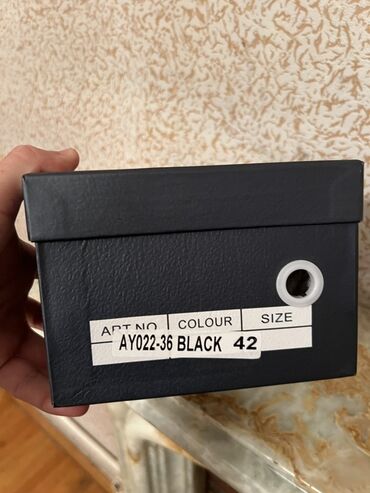 ART NO COLOUR SIZE
AY022-36 BLACK 42